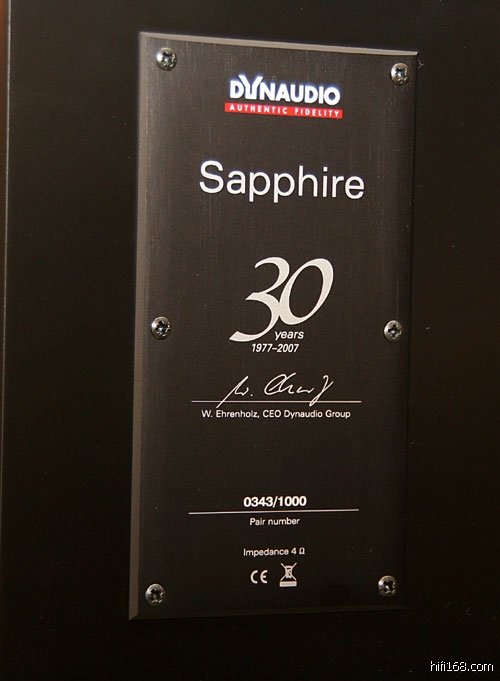 DYNAUDIO
AUTHENTIC FIDELITY
Sapphire
30
years
1977–2007
W. Ehrenholz, CEO Dynaudio Group
0343/1000
Pair number
Impedance 4 Ω
CE
hifi168.com